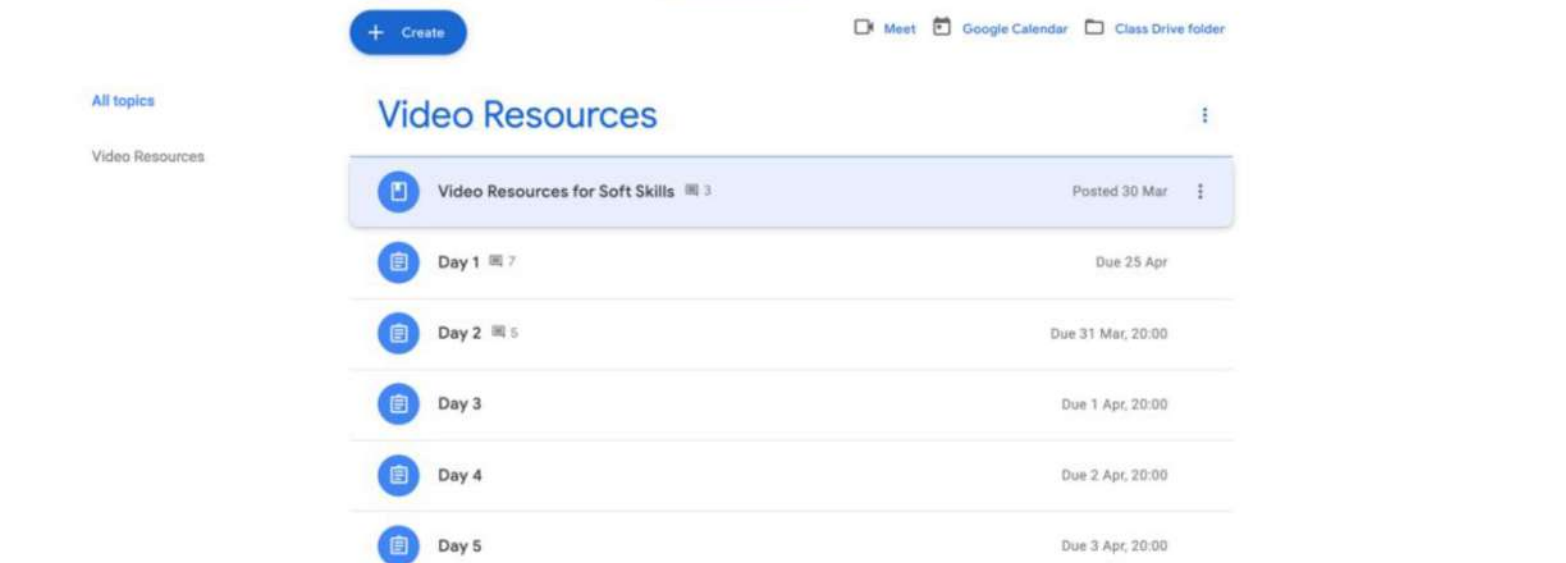 + Create
Meet Google Calendar Class Drive folder
All topics
Video Resources
Video Resources
Video Resources for Soft Skills 3 Posted 30 Mar
Day 1 7 Due 25 Apr
Day 2 5 Due 31 Mar, 20:00
Day 3 Due 1 Apr, 20:00
Day 4 Due 2 Apr, 20:00
Day 5 Due 3 Apr, 20:00